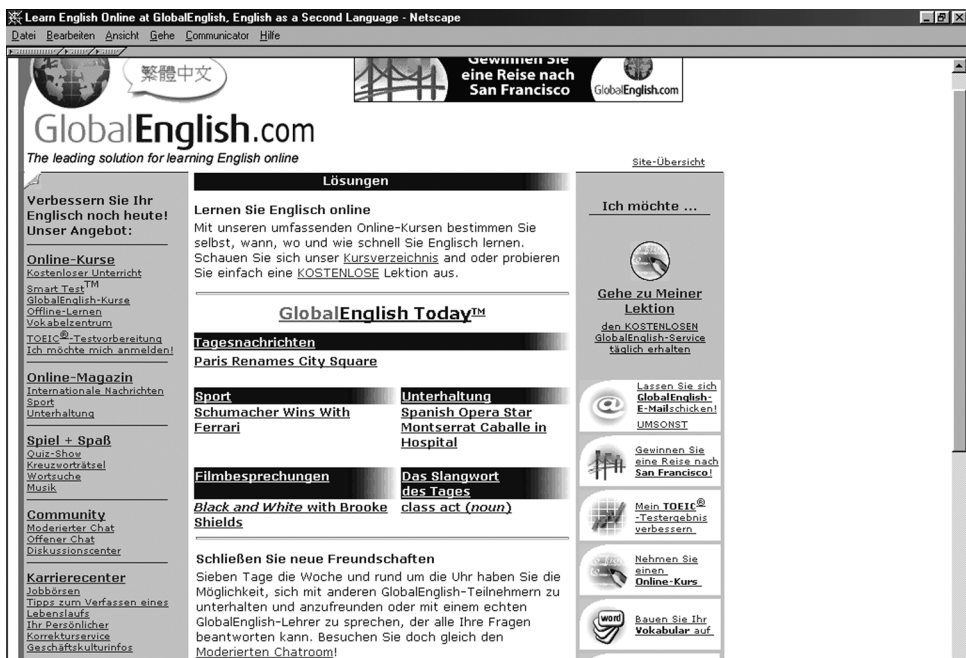 Learn English Online at GlobalEnglish, English as a Second Language - Netscape
Datei Bearbeiten Ansicht Gehe Communicator Hilfe
繁體中文
Gewinnen Sie
eine Reise nach
San Francisco
GlobalEnglish.com
GlobalEnglish.com
The leading solution for learning English online
Site-Übersicht
Verbessern Sie Ihr
Englisch noch heute!
Unser Angebot:
Online-Kurse
Kostenloser Unterricht
Smart Test™
GlobalEnglish-Kurse
Offline-Lernen
Vokabelzentrum
TOEIC®-Testvorbereitung
Ich möchte mich anmelden!
Online-Magazin
Internationale Nachrichten
Sport
Unterhaltung
Spiel + Spaß
Quiz-Show
Kreuzworträtsel
Wortsuche
Musik
Community
Moderierter Chat
Offener Chat
Diskussionscenter
Karrierecenter
Jobbörsen
Tipps zum Verfassen eines
Lebenslaufs
Ihr Persönlicher
Korrekturservice
Geschäftskulturinfos
Lösungen
Lernen Sie Englisch online
Mit unseren umfassenden Online-Kursen bestimmen Sie
selbst, wann, wo und wie schnell Sie Englisch lernen.
Schauen Sie sich unser Kursverzeichnis and oder probieren
Sie einfach eine KOSTENLOSE Lektion aus.
GlobalEnglish Today™
Tagesnachrichten
Paris Renames City Square
Sport
Schumacher Wins With
Ferrari
Unterhaltung
Spanish Opera Star
Montserrat Caballe in
Hospital
Filmbesprechungen
Black and White with Brooke
Shields
Das Slangwort
des Tages
class act (noun)
Schließen Sie neue Freundschaften
Sieben Tage die Woche und rund um die Uhr haben Sie die
Möglichkeit, sich mit anderen GlobalEnglish-Teilnehmern zu
unterhalten und anzufreunden oder mit einem echten
GlobalEnglish-Lehrer zu sprechen, der alle Ihre Fragen
beantworten kann. Besuchen Sie doch gleich den
Moderierten Chatroom!
Ich möchte ...
Gehe zu Meiner
Lektion
den KOSTENLOSEN
GlobalEnglish-Service
täglich erhalten
Lassen Sie sich
GlobalEnglish-
E-Mail schicken!
UMSONST
Gewinnen Sie
eine Reise nach
San Francisco!
Mein TOEIC®
-Testergebnis
verbessern
Nehmen Sie
einen
Online-Kurs
word
Bauen Sie Ihr
Vokabular auf